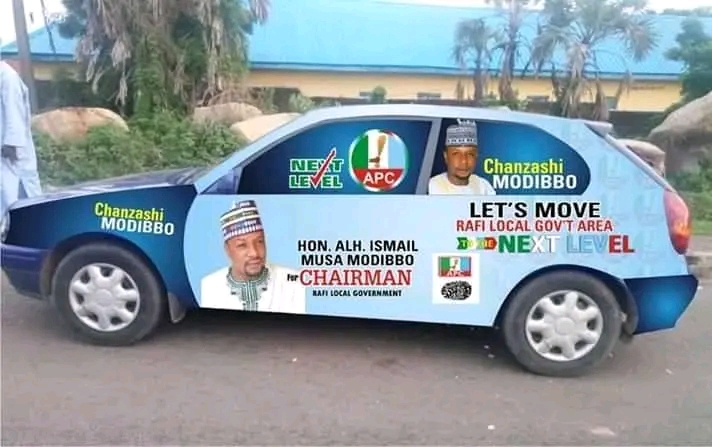 NEXT
LEVEL
APC
Chanzashi
MODIBBO
Chanzashi
MODIBBO
HON. ALH. ISMAIL
MUSA MODIBBO
For CHAIRMAN
RAFI LOCAL GOVERNMENT
LET'S MOVE
RAFI LOCAL GOV'T AREA
TO THE NEXT LEVEL
APC